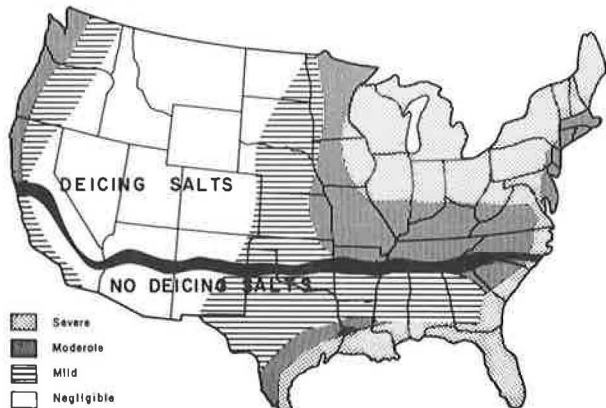 DEICING SALTS
NO DEICING SALTS
Severe
Moderate
Mild
Negligible